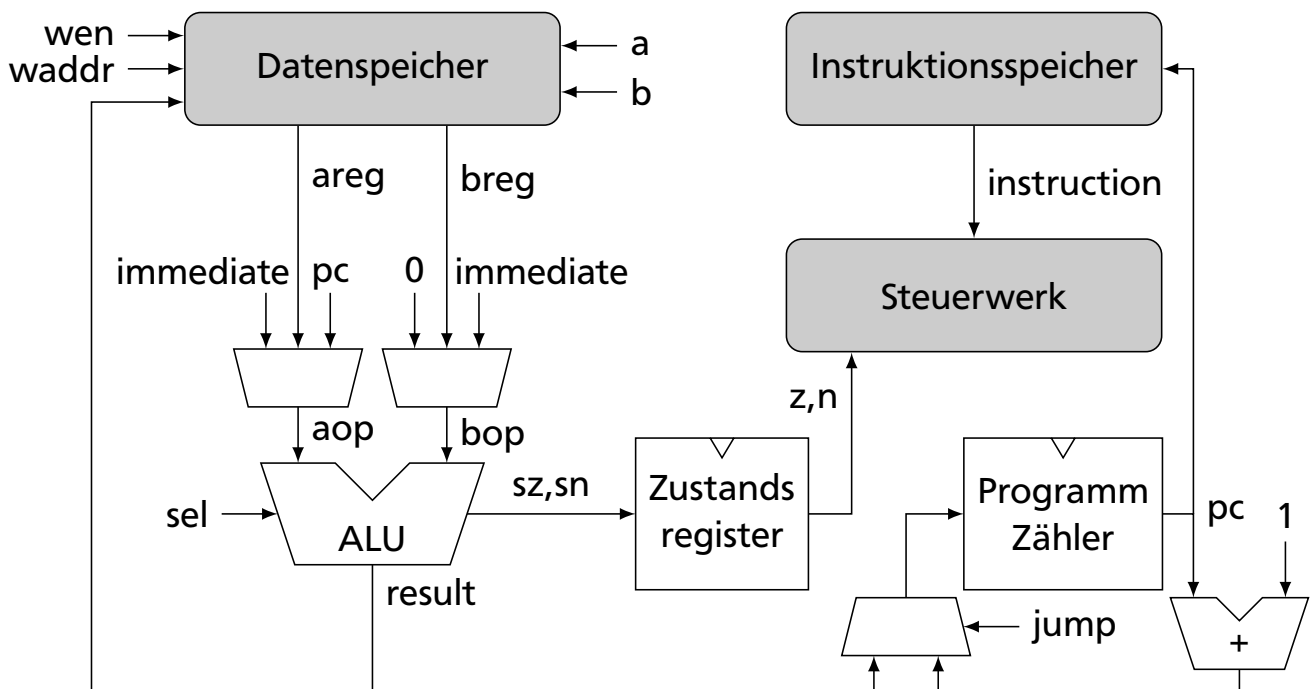 wen
waddr
Datenspeicher
a
b
Instruktionsspeicher
areg
breg
instruction
immediate
pc
0
immediate
Steuerwerk
aop
bop
z,n
sel
ALU
sz,sn
Zustands
register
Programm
Zähler
pc
1
result
jump
+